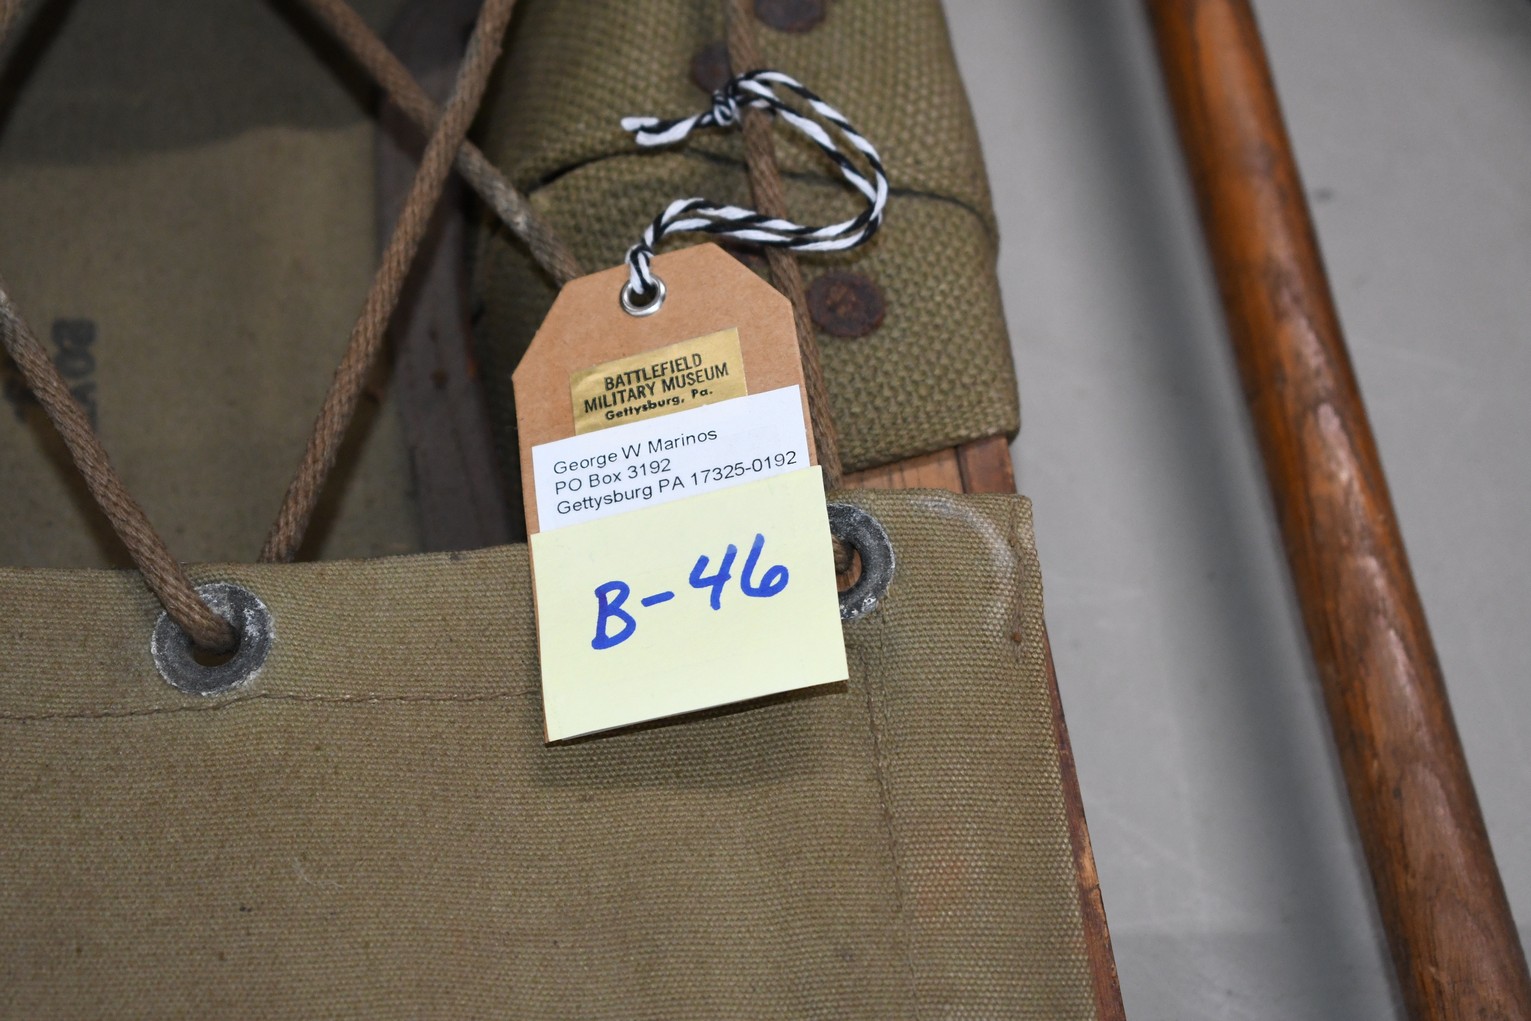 BATTLEFIELD
MILITARY MUSEUM
Gettysburg, Pa.
George W Marinos
PO Box 3192
Gettysburg PA 17325-0192
B-46